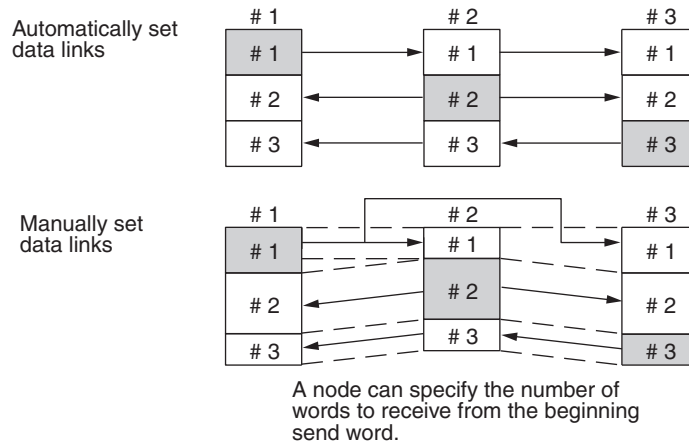 Automatically set
data links
# 1 # 2 # 3
# 1 # 1 # 1
# 2 # 2 # 2
# 3 # 3 # 3
Manually set
data links
# 1 # 2 # 3
# 1 # 1 # 1
# 2 # 2 # 2
# 3 # 3 # 3
A node can specify the number of
words to receive from the beginning
send word.